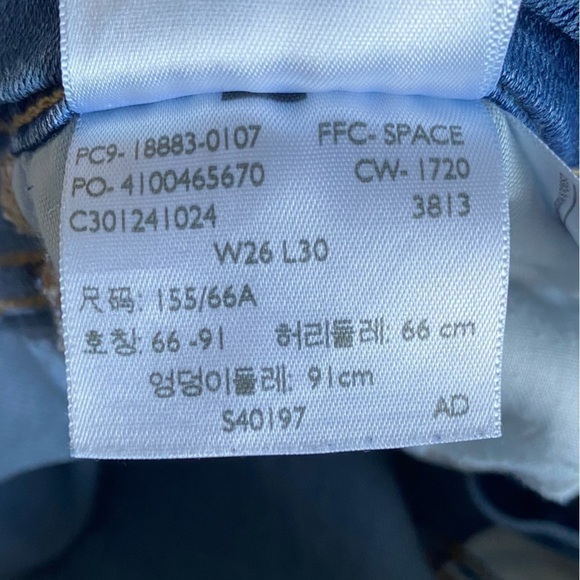 PC9- 18883-0107 FFC- SPACE
PO- 4100465670 CW- 1720
C301241024 3813
W26 L30
尺码: 155/66A
호칭: 66 -91 허리둘레: 66 cm
엉덩이둘레: 91cm
S40197 AD